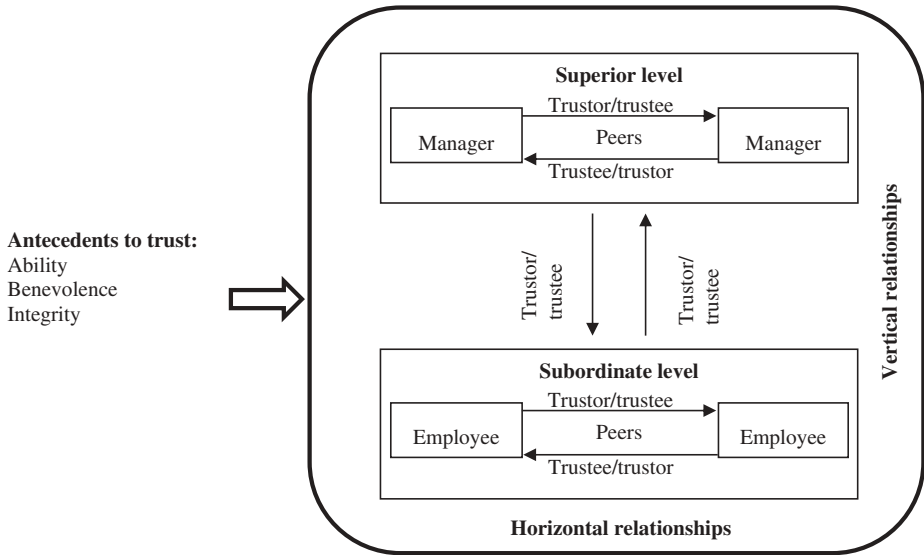 Antecedents to trust:
Ability
Benevolence
Integrity
Superior level
Trustor/trustee
Manager
Peers
Manager
Trustee/trustor
Trustor/
trustee
Trustor/
trustee
Vertical relationships
Subordinate level
Trustor/trustee
Employee
Peers
Employee
Trustee/trustor
Horizontal relationships